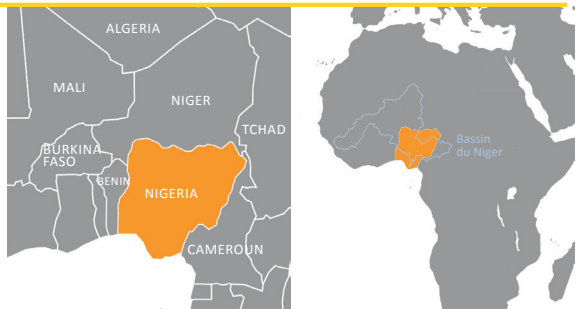 ALGERIA
MALI
NIGER
TCHAD
BURKINA
FASO
BENIN
NIGERIA
CAMEROUN
Bassin
du Niger